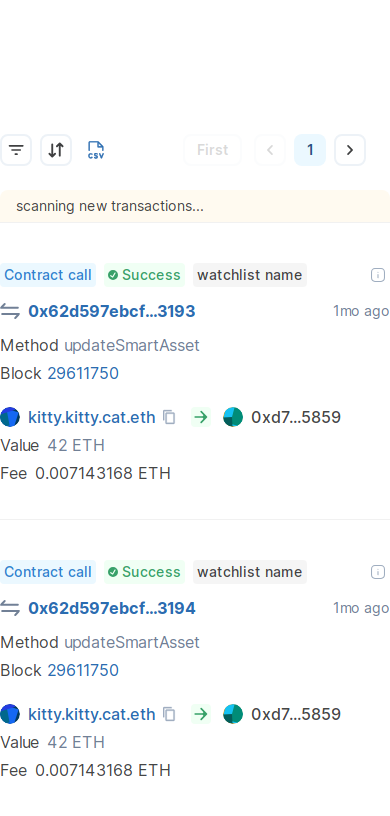 CSV First 1
scanning new transactions...
Contract call Success watchlist name
0x62d597ebcf...3193 1mo ago
Method updateSmartAsset
Block 29611750
kitty.kitty.cat.eth 0xd7...5859
Value 42 ETH
Fee 0.007143168 ETH
Contract call Success watchlist name
0x62d597ebcf...3194 1mo ago
Method updateSmartAsset
Block 29611750
kitty.kitty.cat.eth 0xd7...5859
Value 42 ETH
Fee 0.007143168 ETH